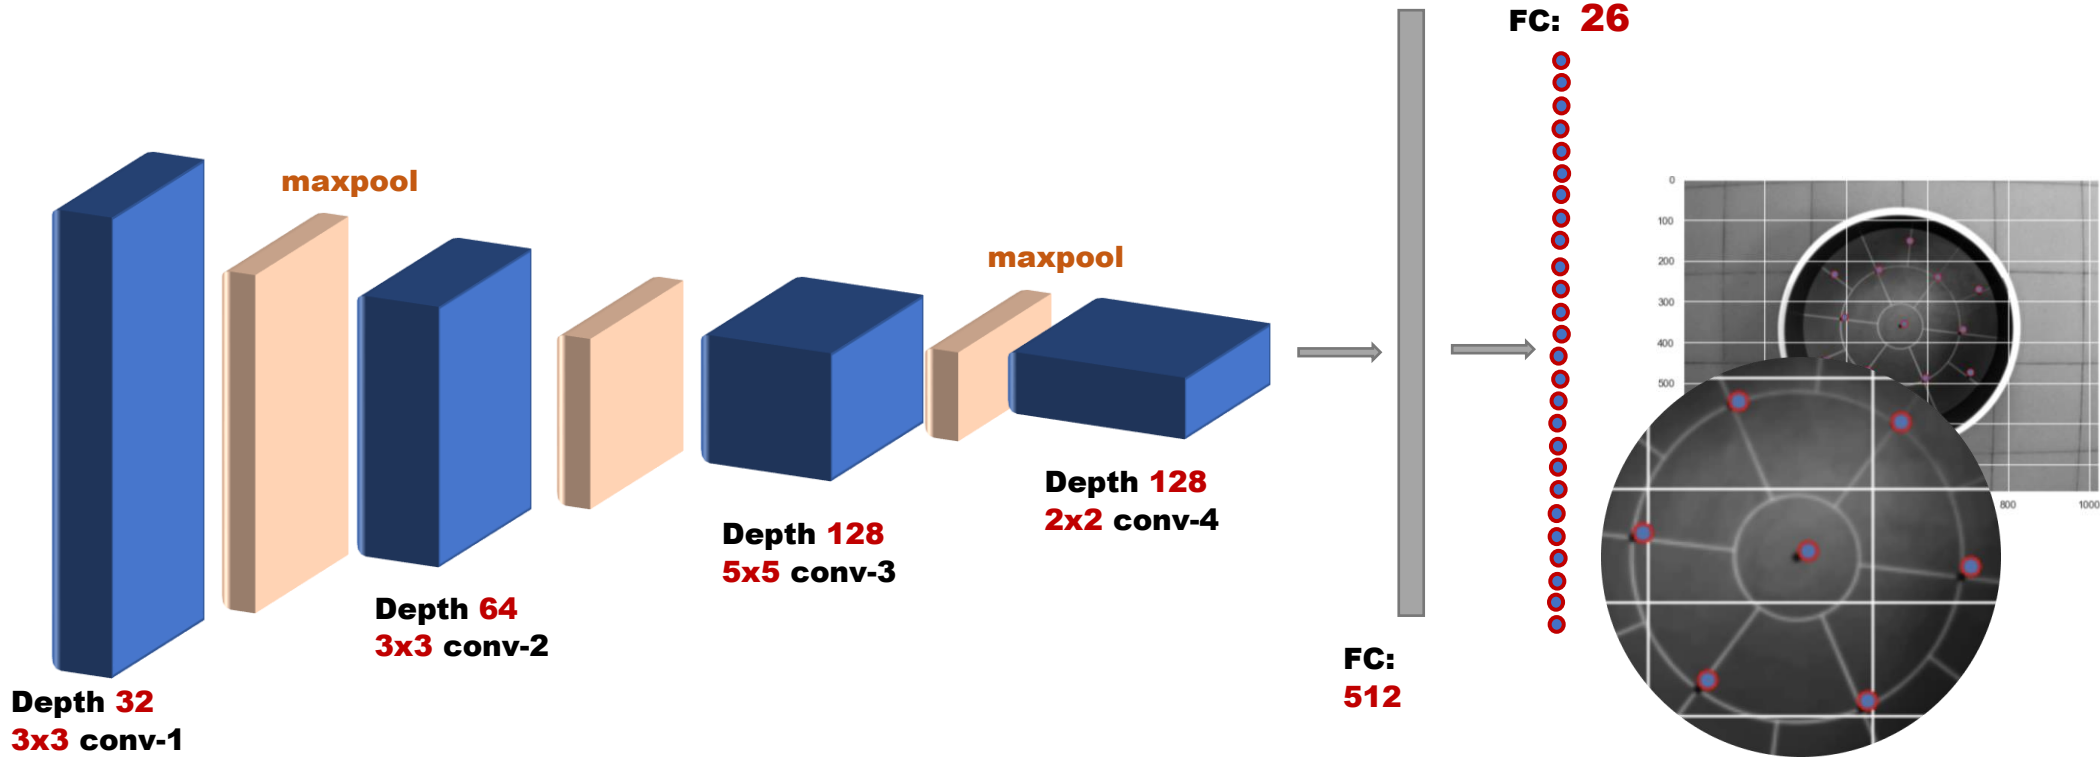 maxpool
maxpool
Depth 32
3x3 conv-1
Depth 64
3x3 conv-2
Depth 128
5x5 conv-3
Depth 128
2x2 conv-4
FC:
512
FC: 26
0
100
200
300
400
500
800
1000